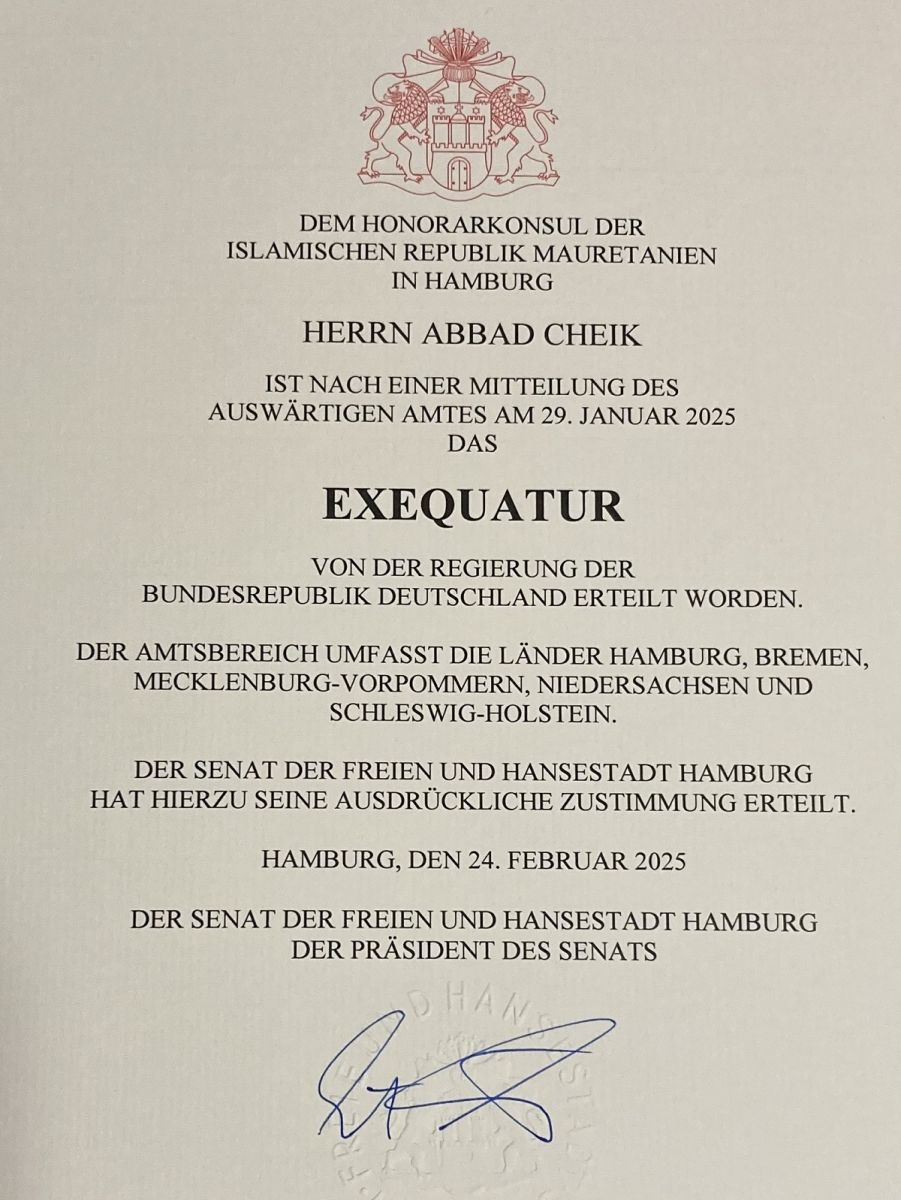 DEM HONORARKONSUL DER
ISLAMISCHEN REPUBLIK MAURETANIEN
IN HAMBURG
HERRN ABBAD CHEIK
IST NACH EINER MITTEILUNG DES
AUSWÄRTIGEN AMTES AM 29. JANUAR 2025
DAS
EXEQUATUR
VON DER REGIERUNG DER
BUNDESREPUBLIK DEUTSCHLAND ERTEILT WORDEN.
DER AMTSBEREICH UMFASST DIE LÄNDER HAMBURG, BREMEN,
MECKLENBURG-VORPOMMERN, NIEDERSACHSEN UND
SCHLESWIG-HOLSTEIN.
DER SENAT DER FREIEN UND HANSESTADT HAMBURG
HAT HIERZU SEINE AUSDRÜCKLICHE ZUSTIMMUNG ERTEILT.
HAMBURG, DEN 24. FEBRUAR 2025
DER SENAT DER FREIEN UND HANSESTADT HAMBURG
DER PRÄSIDENT DES SENATS